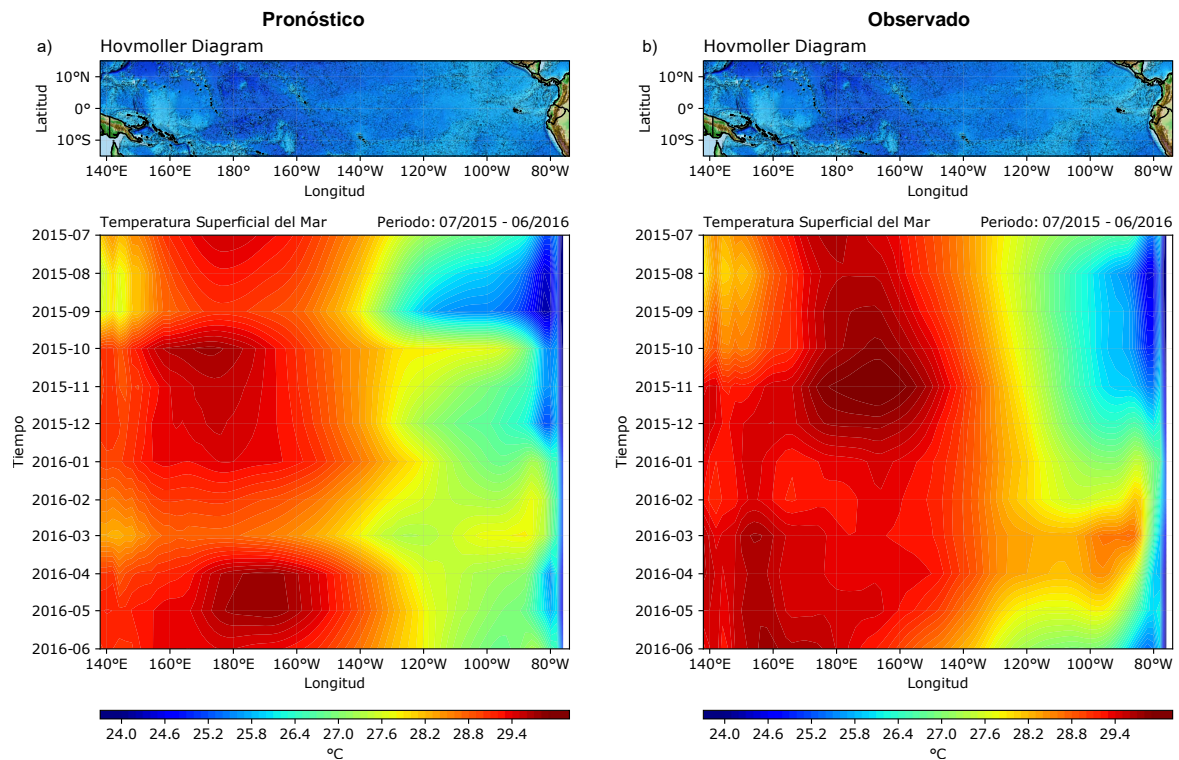 Pronóstico
a)
Hovmoller Diagram
10°N
0°
10°S
Latitud
140°E 160°E 180° 160°W 140°W 120°W 100°W 80°W
Longitud
Temperatura Superficial del Mar Periodo: 07/2015 - 06/2016
2015-07
2015-08
2015-09
2015-10
2015-11
2015-12
2016-01
2016-02
2016-03
2016-04
2016-05
2016-06
Tiempo
140°E 160°E 180° 160°W 140°W 120°W 100°W 80°W
Longitud
24.0 24.6 25.2 25.8 26.4 27.0 27.6 28.2 28.8 29.4
°C
Observado
b)
Hovmoller Diagram
10°N
0°
10°S
Latitud
140°E 160°E 180°E 160°W 140°W 120°W 100°W 80°W
Longitud
Temperatura Superficial del Mar Periodo: 07/2015 - 06/2016
2015-07
2015-08
2015-09
2015-10
2015-11
2015-12
2016-01
2016-02
2016-03
2016-04
2016-05
2016-06
Tiempo
140°E 160°E 180°E 160°W 140°W 120°W 100°W 80°W
Longitud
24.0 24.6 25.2 25.8 26.4 27.0 27.6 28.2 28.8 29.4
°C